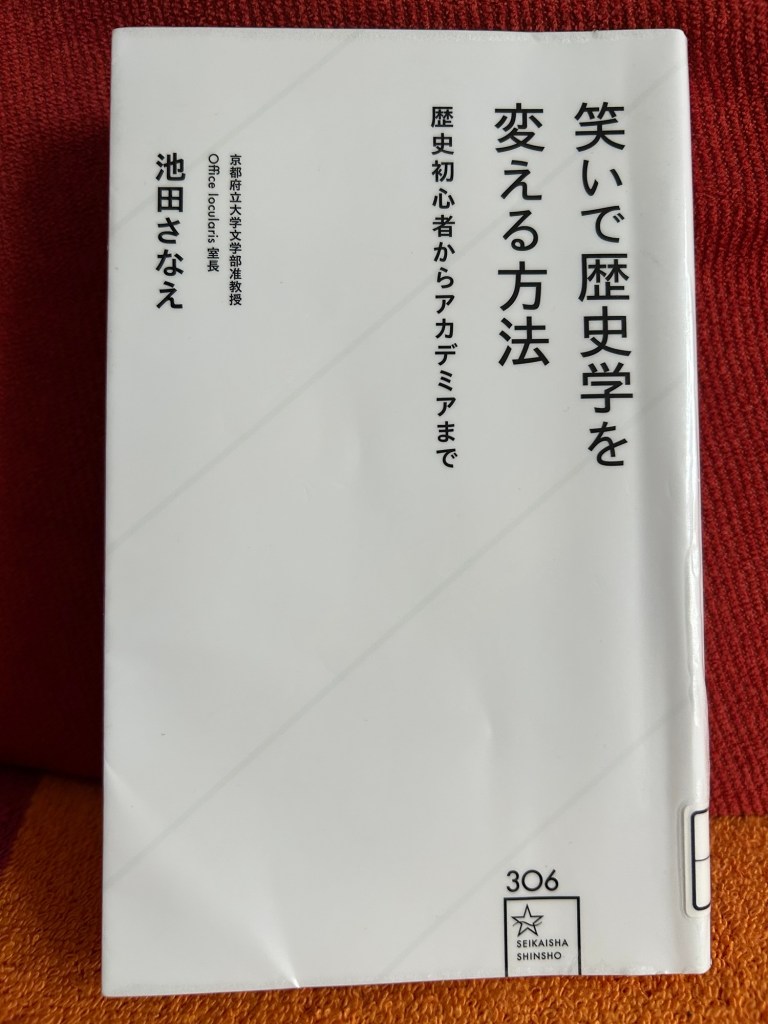 笑いで歴史学を
変える方法
歴史初心者からアカデミアまで
京都府立大学文学部准教授
Office Iocularis 室長
池田さなえ
306
SEIKAISHA
SHINSHO